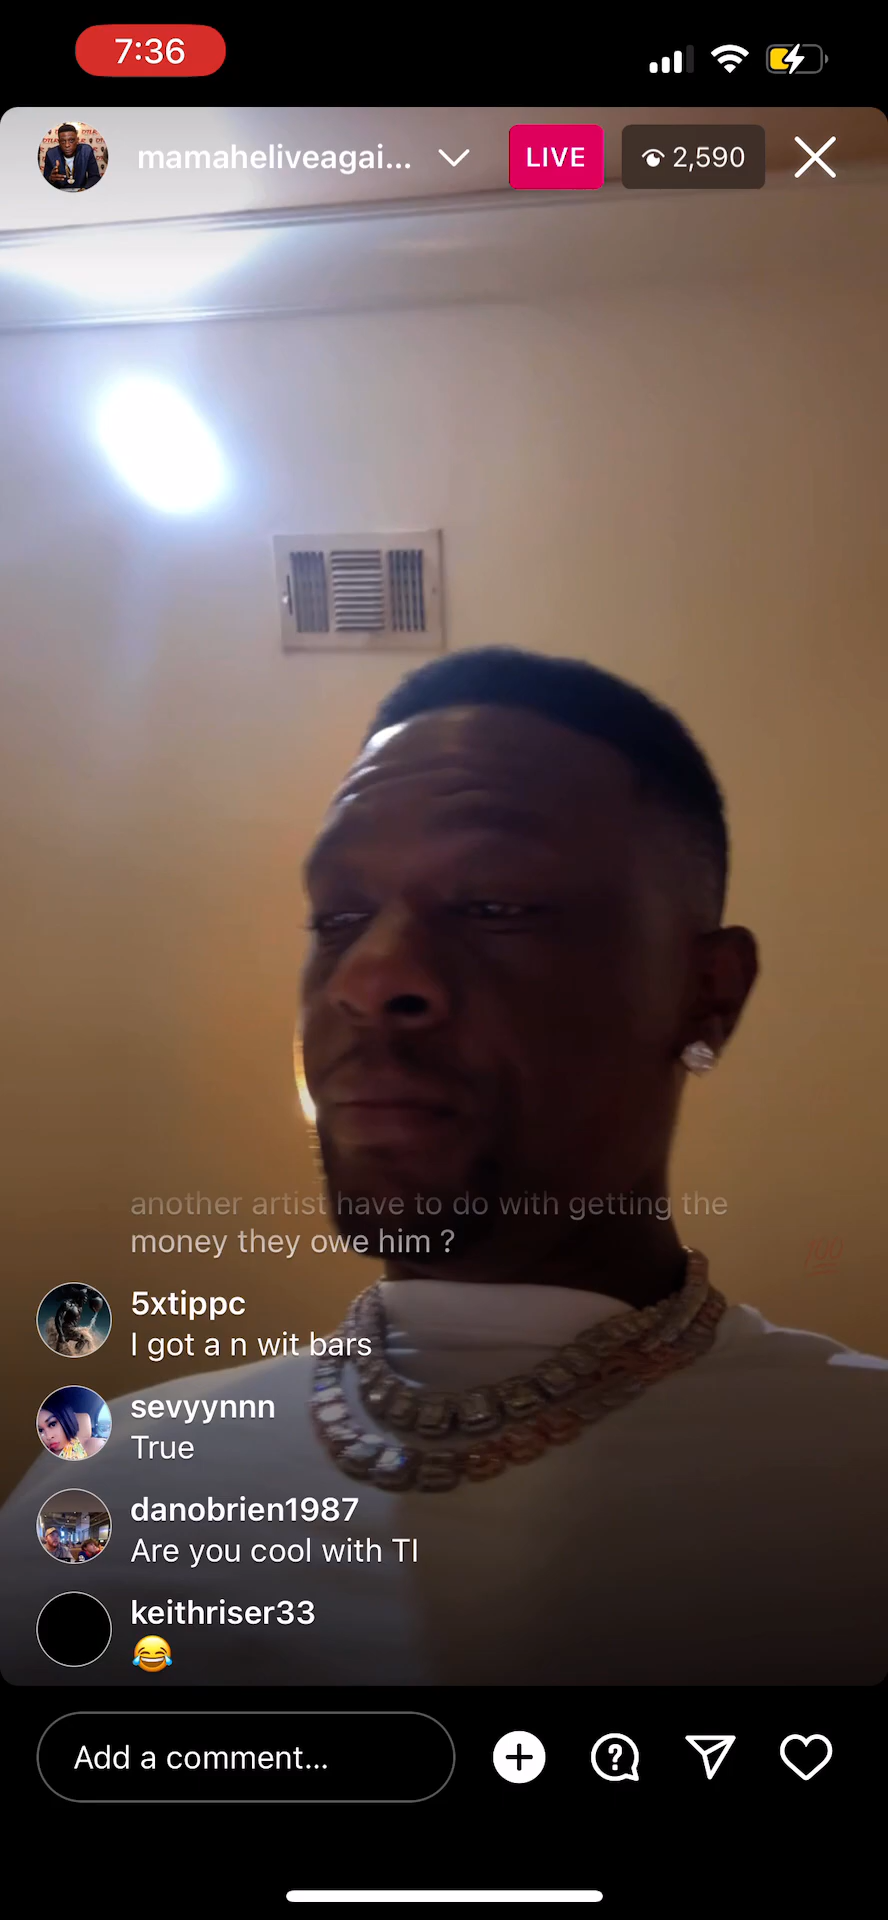 7:36
mamaheliveagai...
LIVE
2,590
another artist have to do with getting the
money they owe him ?
5xtippc
I got a n wit bars
sevyynnn
True
danobrien1987
Are you cool with TI
keithriser33
😂
Add a comment...